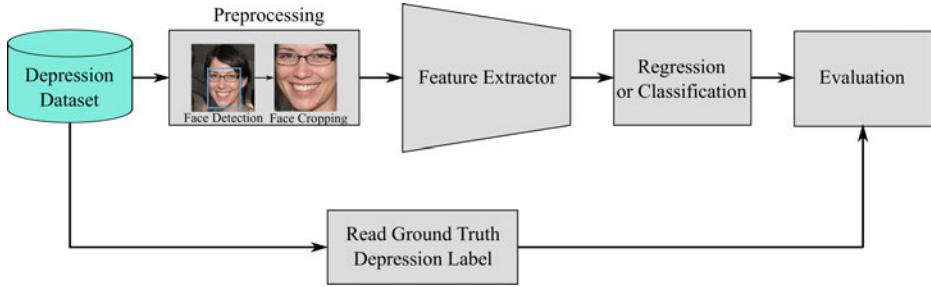 Preprocessing
Depression
Dataset
Face Detection
Face Cropping
Feature Extractor
Regression
or Classification
Evaluation
Read Ground Truth
Depression Label